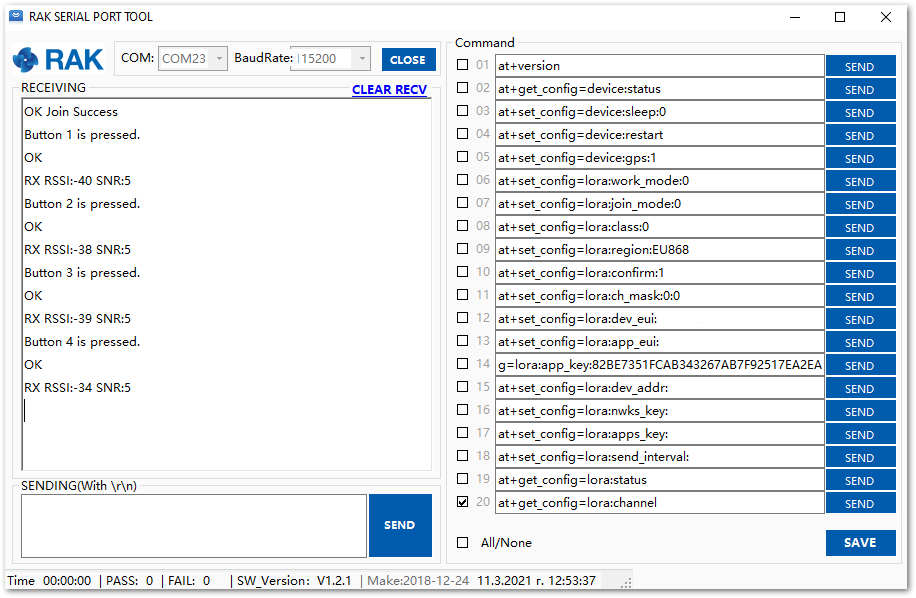 RAK SERIAL PORT TOOL
RAK
COM: COM23 BaudRate: 115200 CLOSE
RECEIVING CLEAR RECV
OK Join Success
Button 1 is pressed.
OK
RX RSSI:-40 SNR:5
Button 2 is pressed.
OK
RX RSSI:-38 SNR:5
Button 3 is pressed.
OK
RX RSSI:-39 SNR:5
Button 4 is pressed.
OK
RX RSSI:-34 SNR:5
SENDING(With \r\n)
SEND
Command
01 at+version SEND
02 at+get_config=device:status SEND
03 at+set_config=device:sleep:0 SEND
04 at+set_config=device:restart SEND
05 at+set_config=device:gps:1 SEND
06 at+set_config=lora:work_mode:0 SEND
07 at+set_config=lora:join_mode:0 SEND
08 at+set_config=lora:class:0 SEND
09 at+set_config=lora:region:EU868 SEND
10 at+set_config=lora:confirm:1 SEND
11 at+set_config=lora:ch_mask:0:0 SEND
12 at+set_config=lora:dev_eui: SEND
13 at+set_config=lora:app_eui: SEND
14 g=lora:app_key:82BE7351FCAB343267AB7F92517EA2EA SEND
15 at+set_config=lora:dev_addr: SEND
16 at+set_config=lora:nwks_key: SEND
17 at+set_config=lora:apps_key: SEND
18 at+set_config=lora:send_interval: SEND
19 at+get_config=lora:status SEND
20 at+get_config=lora:channel SEND
All/None SAVE
Time 00:00:00 | PASS: 0 | FAIL: 0 | SW_Version: V1.2.1 | Make:2018-12-24 11.3.2021 г. 12:53:37